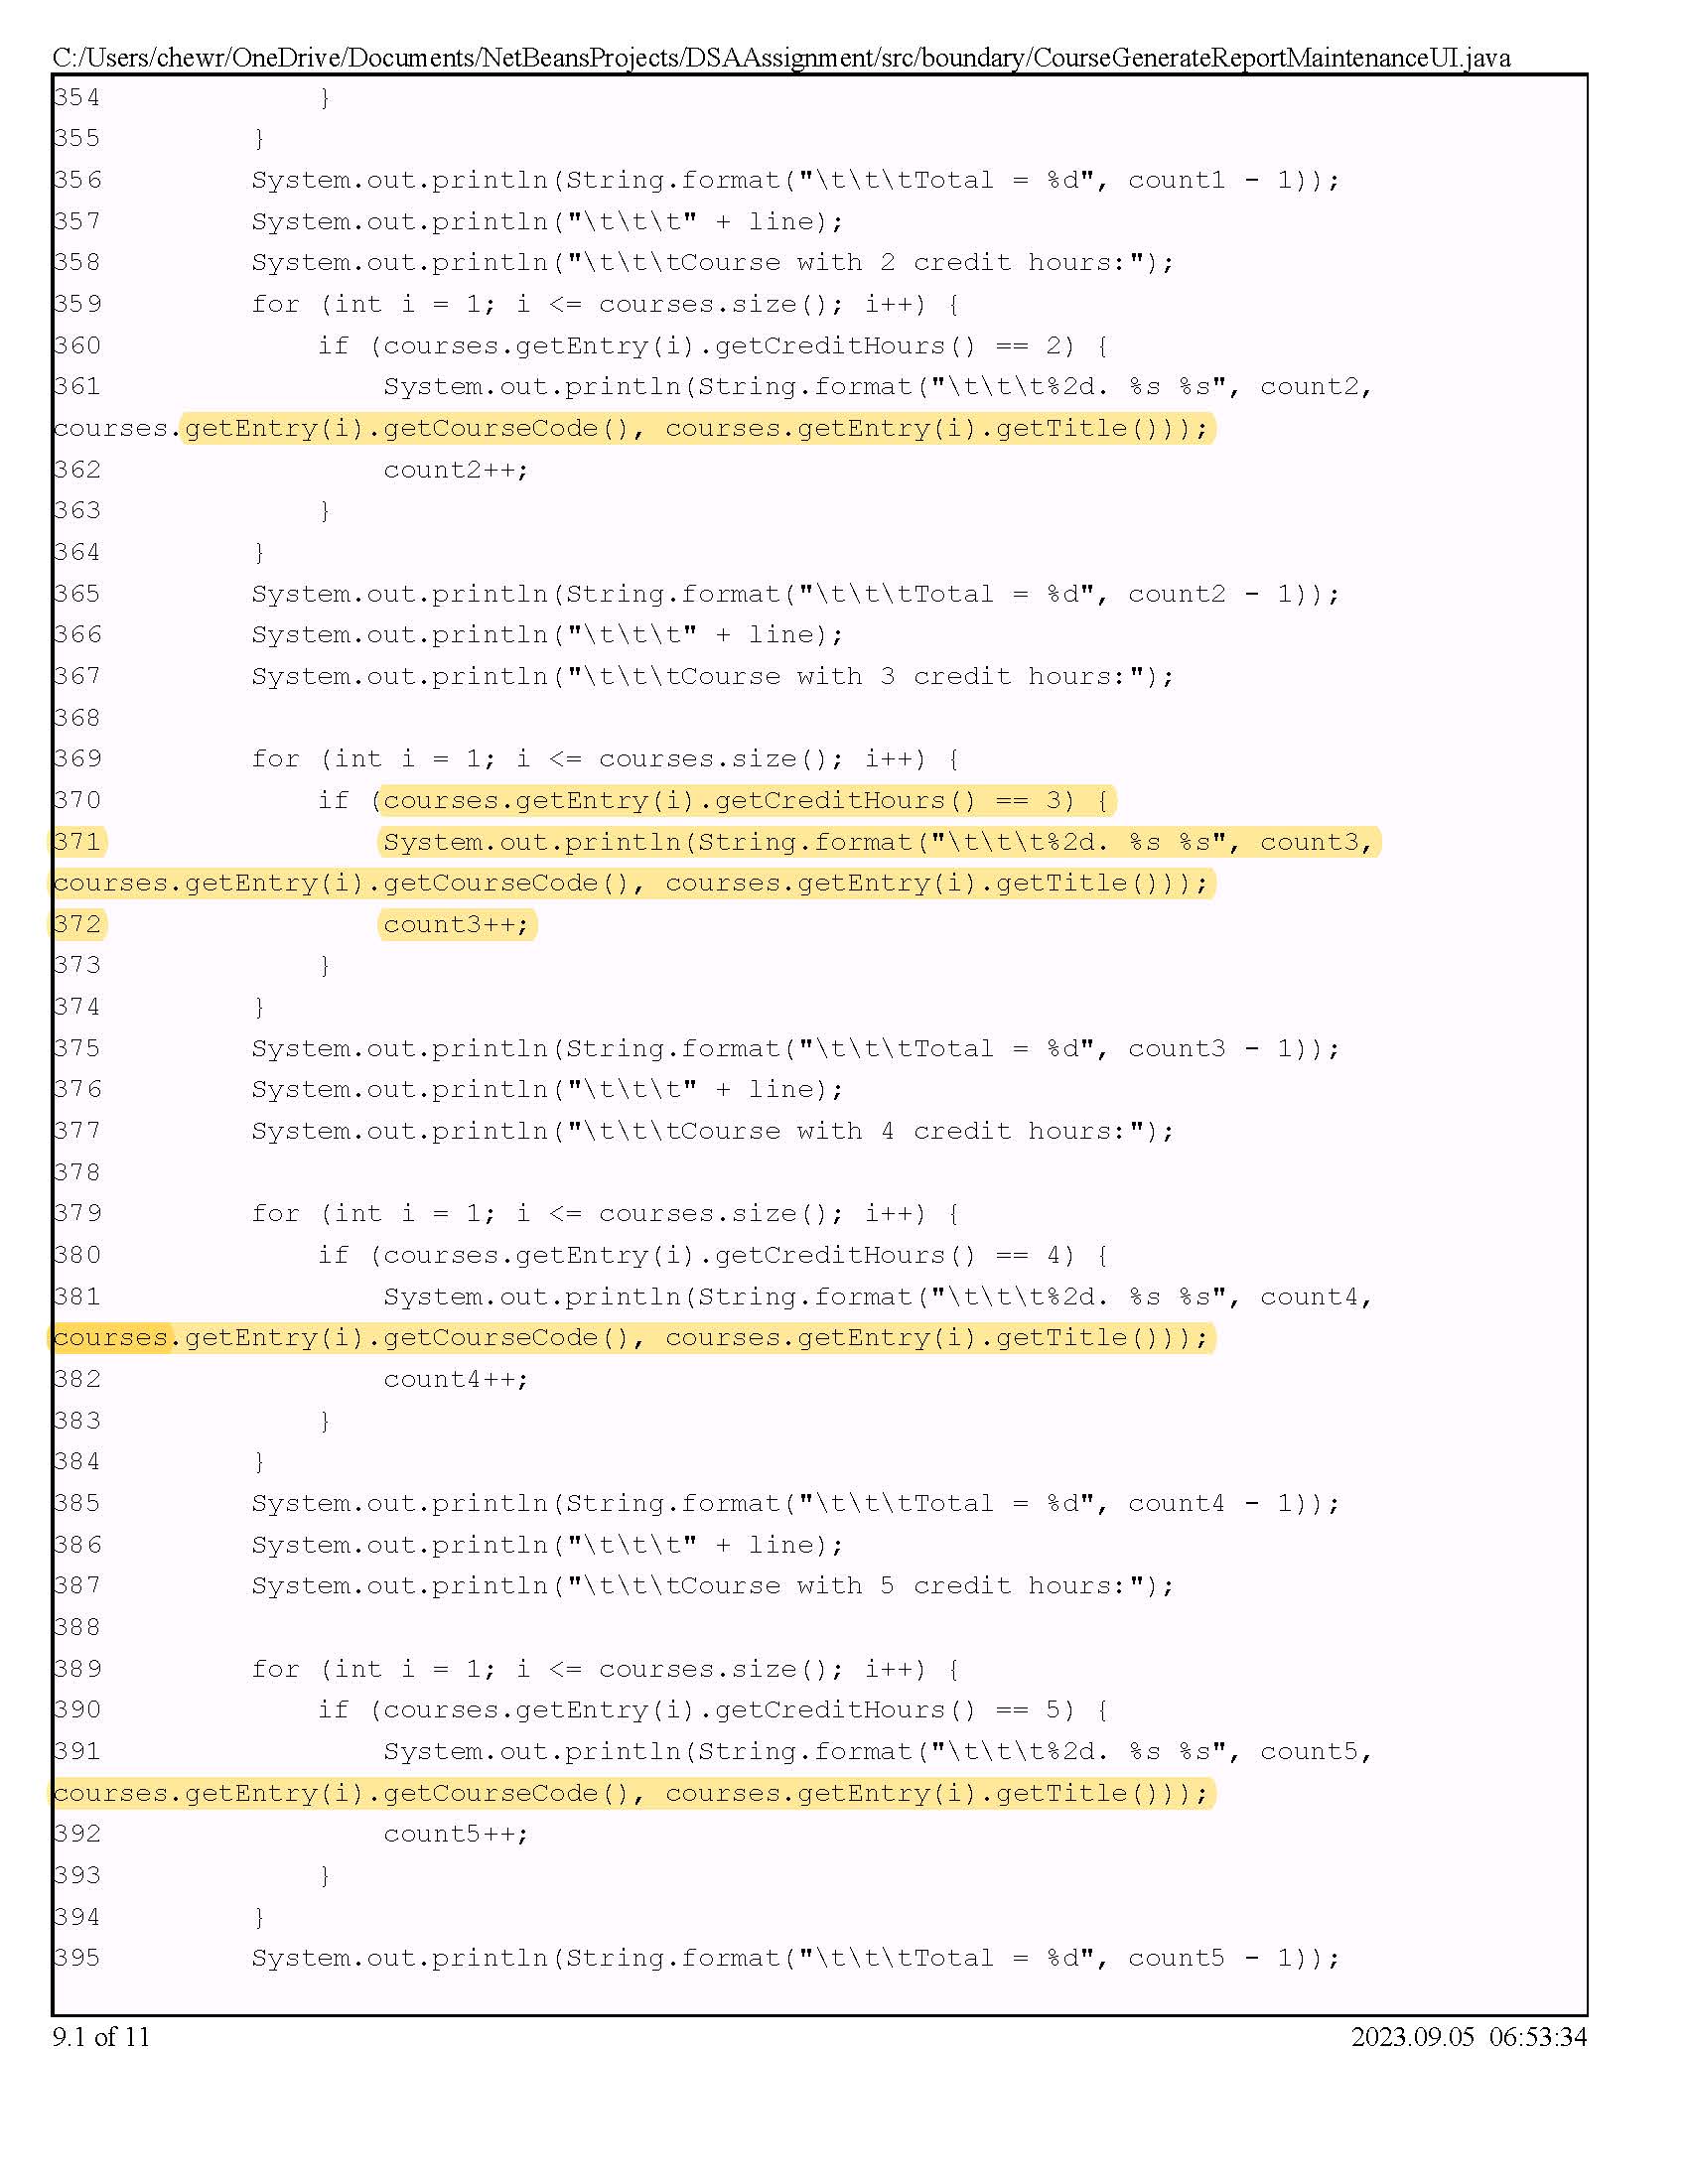 C:/Users/chewr/OneDrive/Documents/NetBeansProjects/DSAAssignment/src/boundary/CourseGenerateReportMaintenanceUI.java
354             }
355         }
356         System.out.println(String.format("\t\t\tTotal = %d", count1 - 1));
357         System.out.println("\t\t\t" + line);
358         System.out.println("\t\t\tCourse with 2 credit hours:");
359         for (int i = 1; i <= courses.size(); i++) {
360             if (courses.getEntry(i).getCreditHours() == 2) {
361                 System.out.println(String.format("\t\t\t%2d. %s %s", count2,
courses.getEntry(i).getCourseCode(), courses.getEntry(i).getTitle()));
362                 count2++;
363             }
364         }
365         System.out.println(String.format("\t\t\tTotal = %d", count2 - 1));
366         System.out.println("\t\t\t" + line);
367         System.out.println("\t\t\tCourse with 3 credit hours:");
368
369         for (int i = 1; i <= courses.size(); i++) {
370             if (courses.getEntry(i).getCreditHours() == 3) {
371                 System.out.println(String.format("\t\t\t%2d. %s %s", count3,
courses.getEntry(i).getCourseCode(), courses.getEntry(i).getTitle()));
372                 count3++;
373             }
374         }
375         System.out.println(String.format("\t\t\tTotal = %d", count3 - 1));
376         System.out.println("\t\t\t" + line);
377         System.out.println("\t\t\tCourse with 4 credit hours:");
378
379         for (int i = 1; i <= courses.size(); i++) {
380             if (courses.getEntry(i).getCreditHours() == 4) {
381                 System.out.println(String.format("\t\t\t%2d. %s %s", count4,
courses.getEntry(i).getCourseCode(), courses.getEntry(i).getTitle()));
382                 count4++;
383             }
384         }
385         System.out.println(String.format("\t\t\tTotal = %d", count4 - 1));
386         System.out.println("\t\t\t" + line);
387         System.out.println("\t\t\tCourse with 5 credit hours:");
388
389         for (int i = 1; i <= courses.size(); i++) {
390             if (courses.getEntry(i).getCreditHours() == 5) {
391                 System.out.println(String.format("\t\t\t%2d. %s %s", count5,
courses.getEntry(i).getCourseCode(), courses.getEntry(i).getTitle()));
392                 count5++;
393             }
394         }
395         System.out.println(String.format("\t\t\tTotal = %d", count5 - 1));
9.1 of 11 2023.09.05 06:53:34